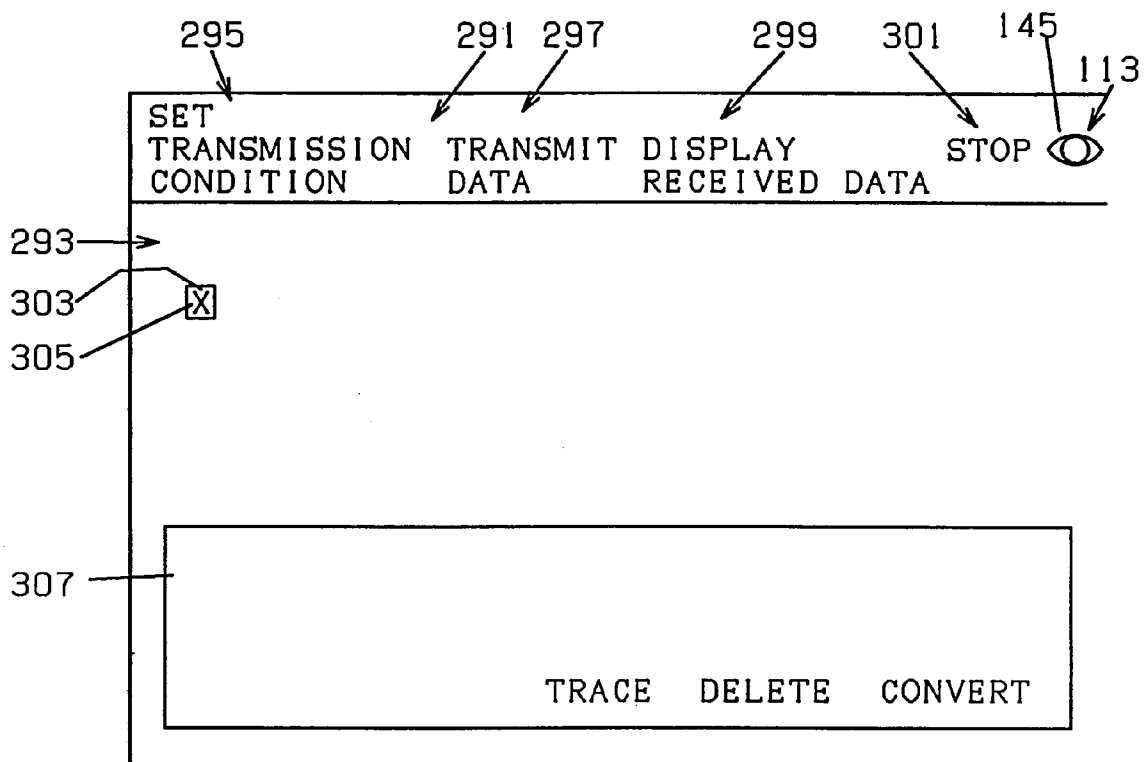 295 291 297 299 301 145
113
SET
TRANSMISSION TRANSMIT DISPLAY STOP
CONDITION DATA RECEIVED DATA
293
303 X
305
307
TRACE DELETE CONVERT